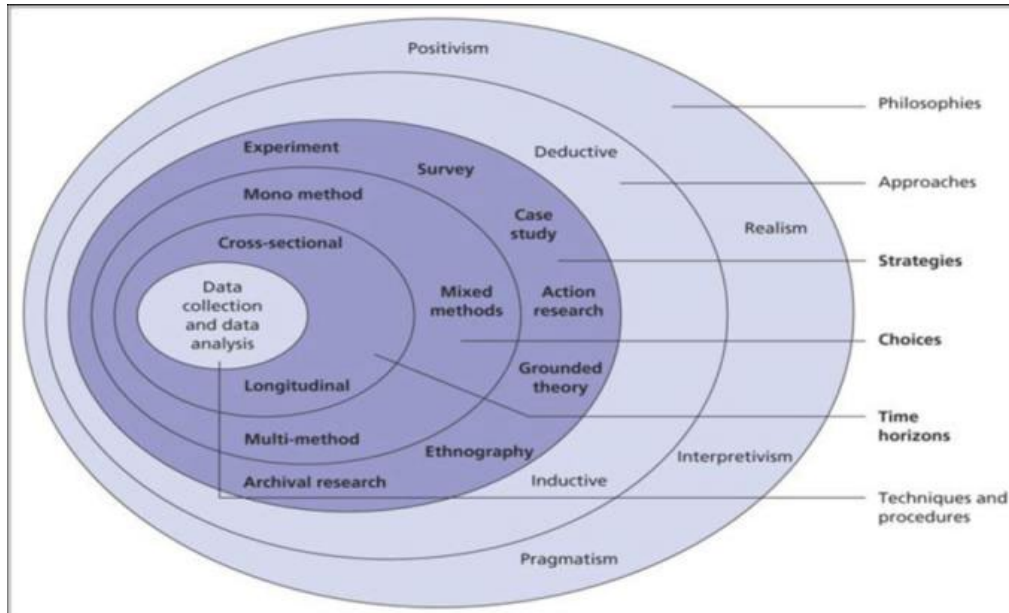 Positivism
Philosophies
Experiment
Survey
Deductive
Approaches
Mono method
Case
study
Realism
Cross-sectional
Strategies
Data
collection
and data
analysis
Mixed
methods
Action
research
Choices
Grounded
theory
Longitudinal
Time
horizons
Multi-method
Ethnography
Interpretivism
Archival research
Inductive
Techniques and
procedures
Pragmatism